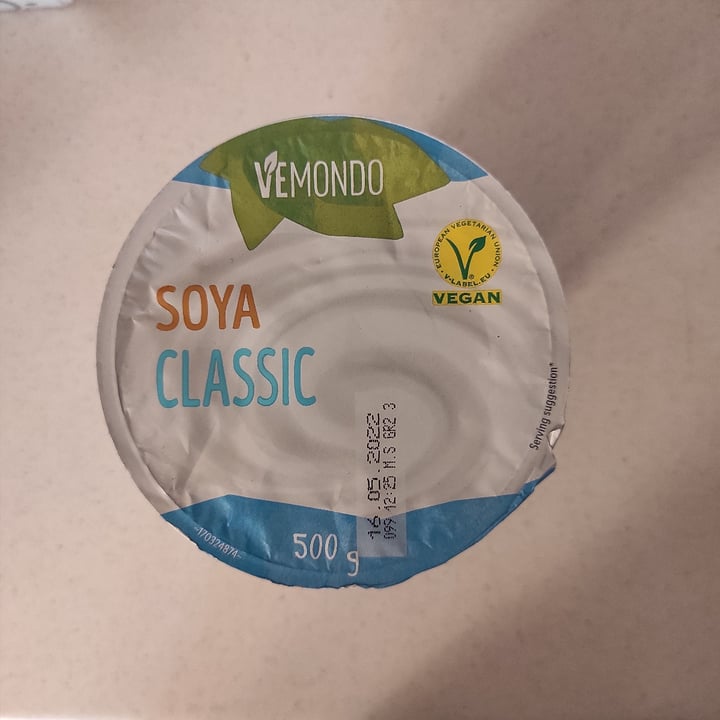 VEMONDO
EUROPEAN VEGETARIAN UNION
V-LABEL.EU
VEGAN
SOYA
CLASSIC
Serving suggestion*
16.05.2022
099 12:25 M.S GR2 3
500 g
-170324874-